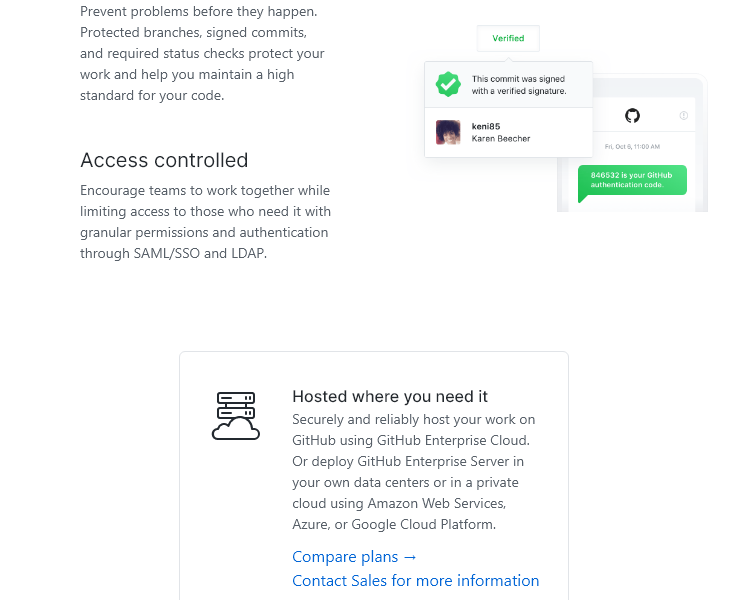 Prevent problems before they happen.
Protected branches, signed commits,
and required status checks protect your
work and help you maintain a high
standard for your code.
Access controlled
Encourage teams to work together while
limiting access to those who need it with
granular permissions and authentication
through SAML/SSO and LDAP.
Verified
This commit was signed
with a verified signature.
keni85
Karen Beecher
Fri, Oct 6, 11:00 AM
846532 is your GitHub
authentication code.
Hosted where you need it
Securely and reliably host your work on
GitHub using GitHub Enterprise Cloud.
Or deploy GitHub Enterprise Server in
your own data centers or in a private
cloud using Amazon Web Services,
Azure, or Google Cloud Platform.
Compare plans →
Contact Sales for more information